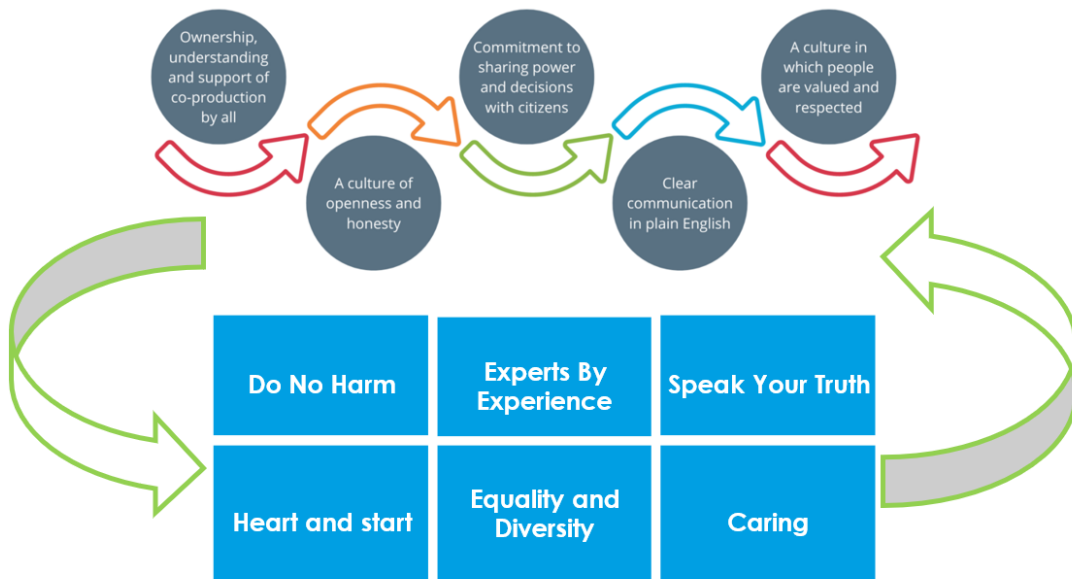 Ownership,
understanding
and support of
co-production
by all
A culture of
openness and
honesty
Commitment to
sharing power
and decisions
with citizens
Clear
communication
in plain English
A culture in
which people
are valued and
respected
Do No Harm
Experts By
Experience
Speak Your Truth
Heart and start
Equality and
Diversity
Caring